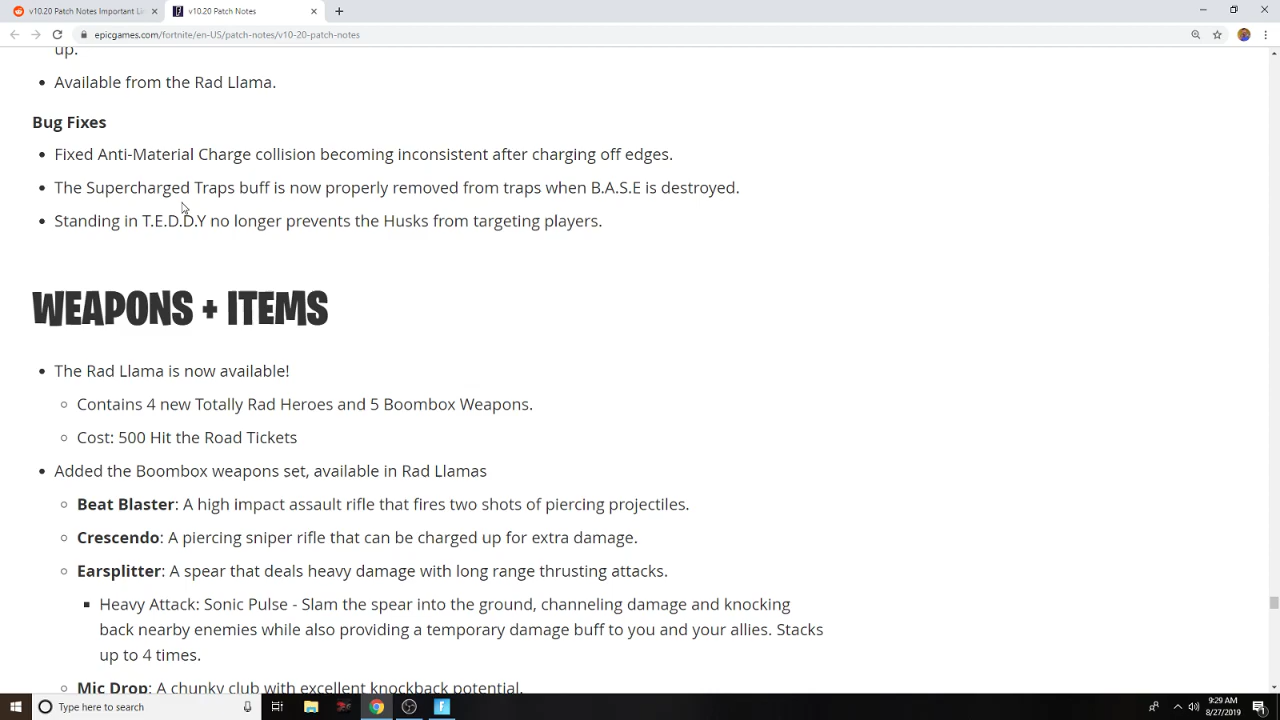 v10.20 Patch Notes Important Li
v10.20 Patch Notes
epicgames.com/fortnite/en-US/patch-notes/v10-20-patch-notes
up.
• Available from the Rad Llama.
Bug Fixes
• Fixed Anti-Material Charge collision becoming inconsistent after charging off edges.
• The Supercharged Traps buff is now properly removed from traps when B.A.S.E is destroyed.
• Standing in T.E.D.D.Y no longer prevents the Husks from targeting players.
WEAPONS + ITEMS
• The Rad Llama is now available!
◦ Contains 4 new Totally Rad Heroes and 5 Boombox Weapons.
◦ Cost: 500 Hit the Road Tickets
• Added the Boombox weapons set, available in Rad Llamas
◦ Beat Blaster: A high impact assault rifle that fires two shots of piercing projectiles.
◦ Crescendo: A piercing sniper rifle that can be charged up for extra damage.
◦ Earsplitter: A spear that deals heavy damage with long range thrusting attacks.
▪ Heavy Attack: Sonic Pulse - Slam the spear into the ground, channeling damage and knocking
back nearby enemies while also providing a temporary damage buff to you and your allies. Stacks
up to 4 times.
◦ Mic Drop: A chunky club with excellent knockback potential.
Type here to search
9:29 AM
8/27/2019